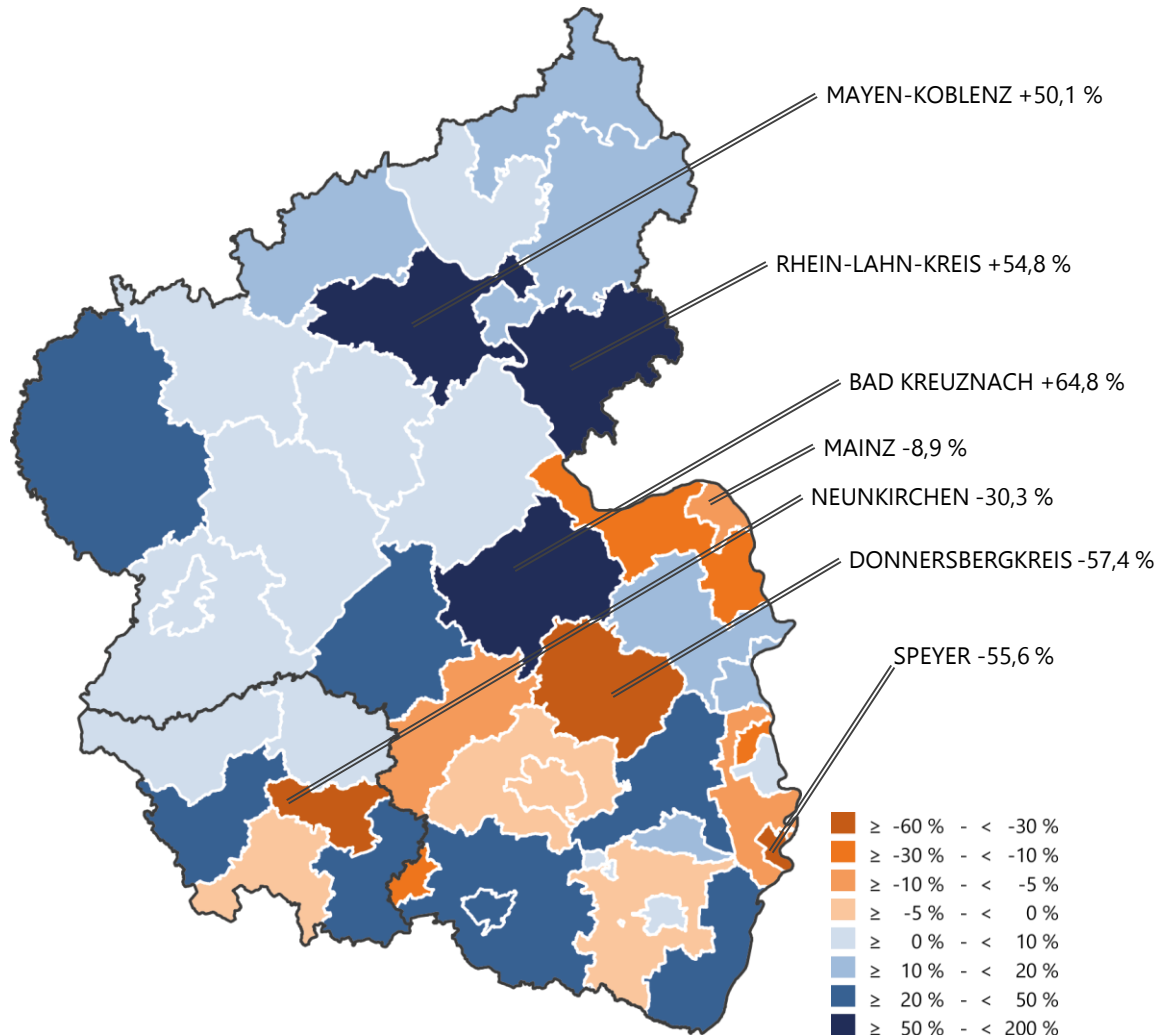 MAYEN-KOBLENZ +50,1 %
RHEIN-LAHN-KREIS +54,8 %
BAD KREUZNACH +64,8 %
MAINZ -8,9 %
NEUNKIRCHEN -30,3 %
DONNERSBERGKREIS -57,4 %
SPEYER -55,6 %
≥ -60 % - < -30 %
≥ -30 % - < -10 %
≥ -10 % - < -5 %
≥ -5 % - < 0 %
≥ 0 % - < 10 %
≥ 10 % - < 20 %
≥ 20 % - < 50 %
≥ 50 % - < 200 %